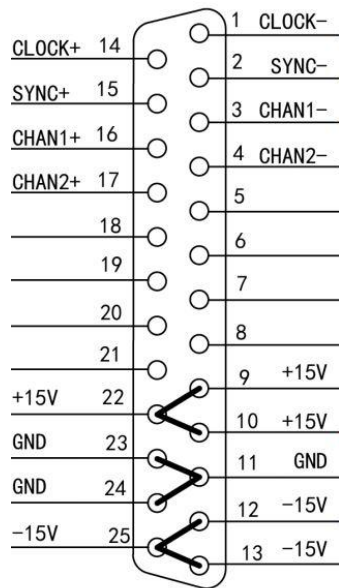 1 CLOCK-
CLOCK+ 14
2 SYNC-
SYNC+ 15
3 CHAN1-
CHAN1+ 16
4 CHAN2-
CHAN2+ 17
5
18
6
19
7
20
8
21
9 +15V
+15V 22
10 +15V
GND 23
11 GND
GND 24
12 -15V
-15V 25
13 -15V